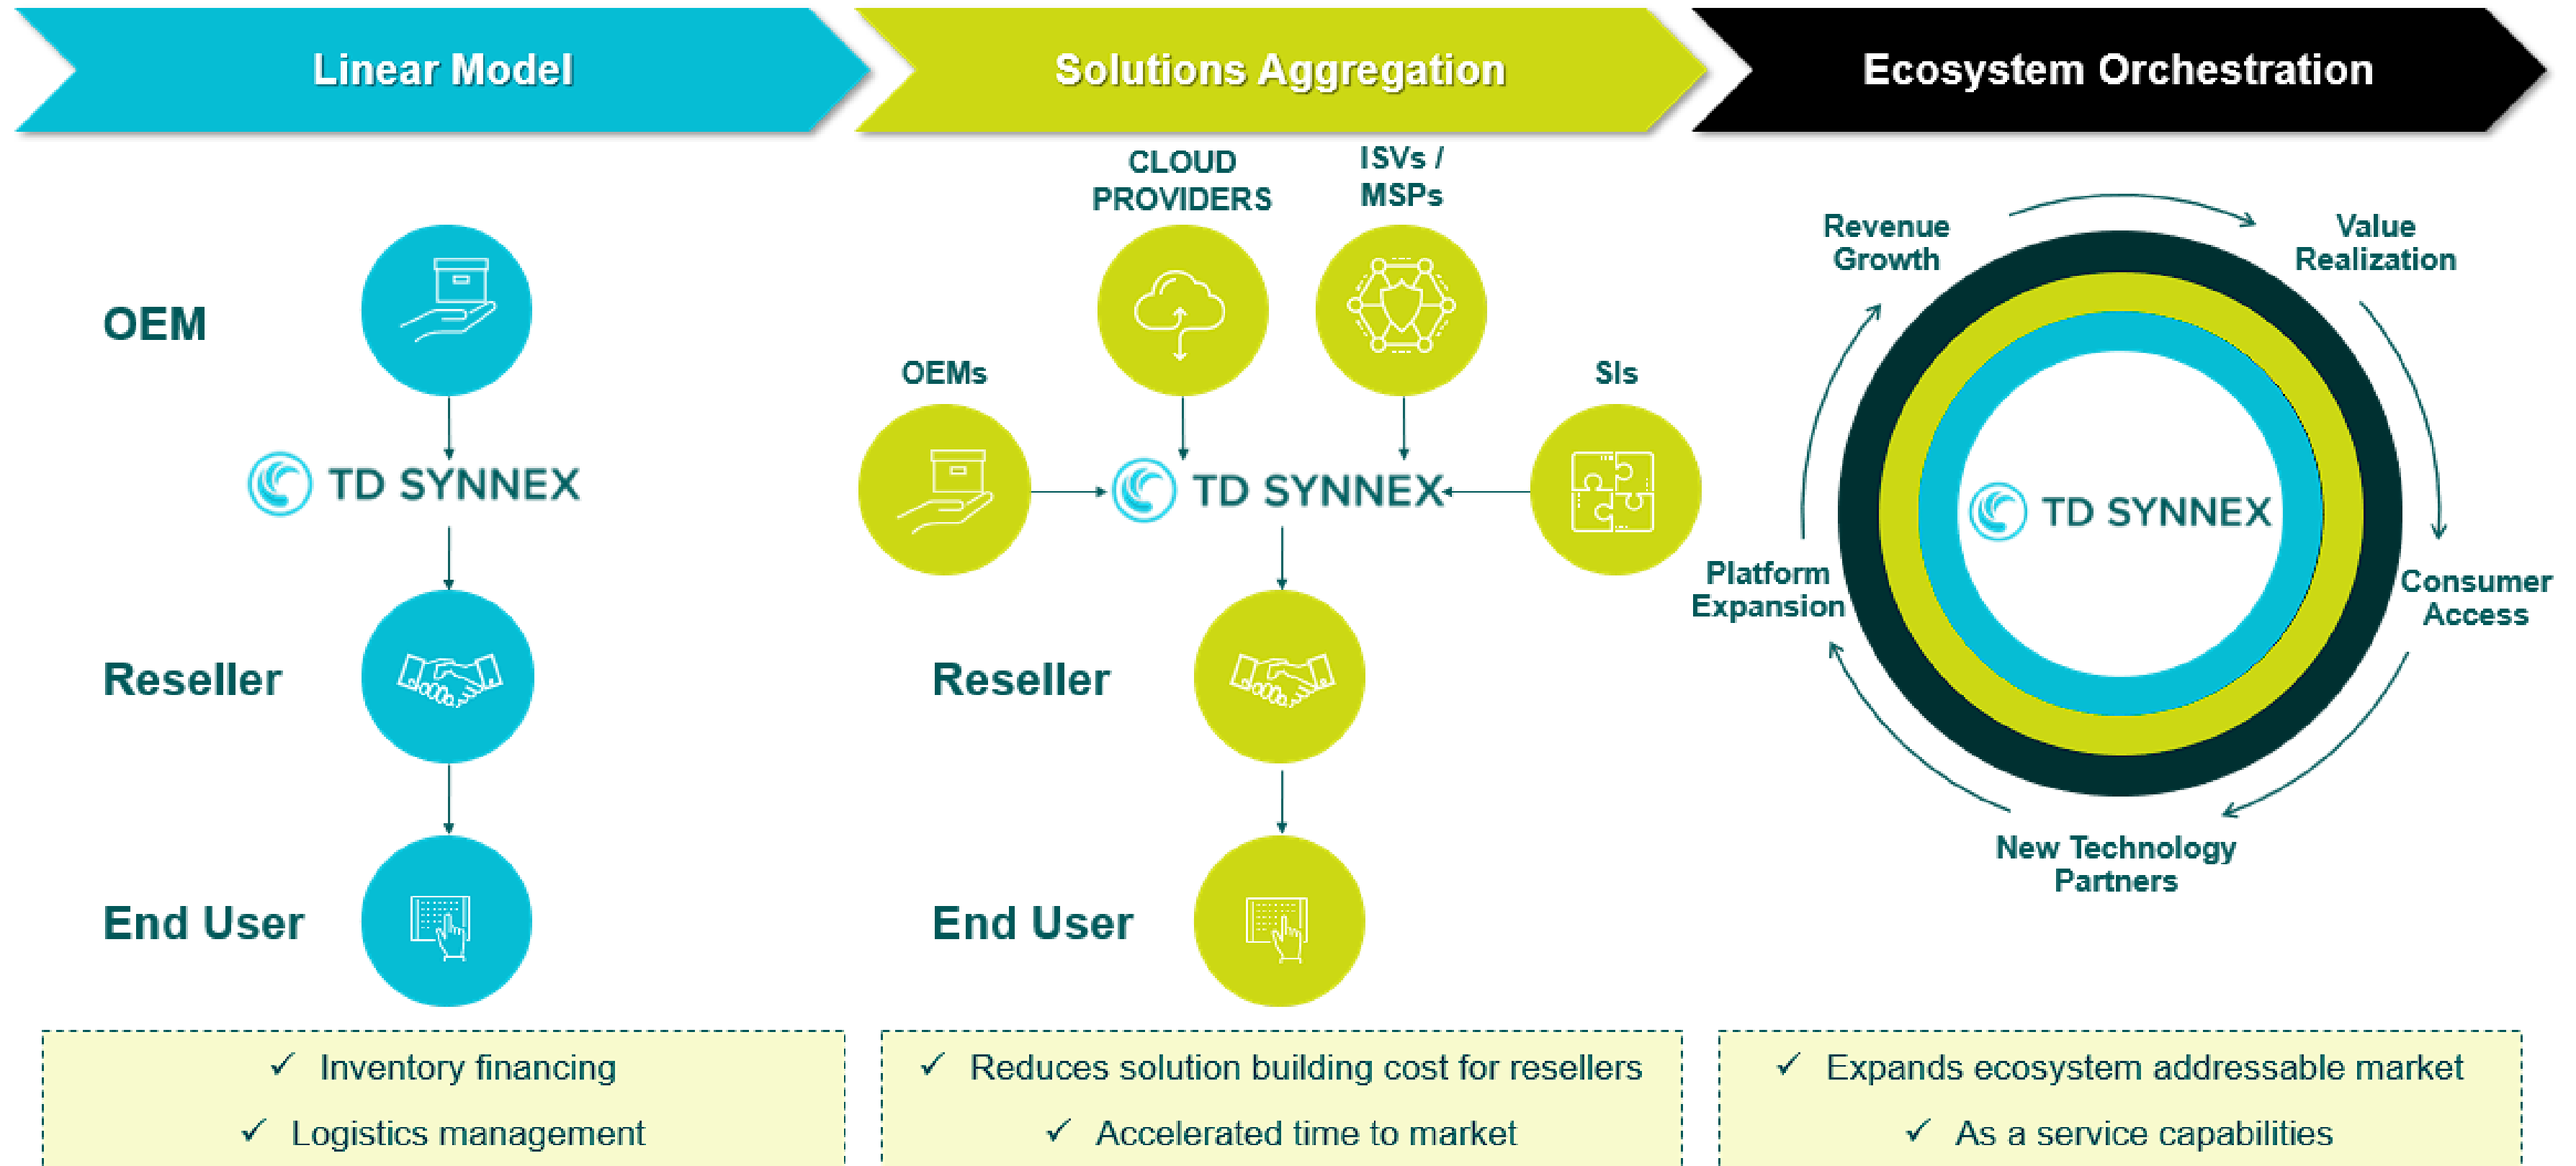 Linear Model
Solutions Aggregation
Ecosystem Orchestration
OEM
TD SYNNEX
Reseller
End User
CLOUD
PROVIDERS
ISVs /
MSPs
OEMs
SIs
TD SYNNEX
Reseller
End User
Revenue
Growth
Value
Realization
TD SYNNEX
Platform
Expansion
Consumer
Access
New Technology
Partners
✓ Inventory financing
✓ Logistics management
✓ Reduces solution building cost for resellers
✓ Accelerated time to market
✓ Expands ecosystem addressable market
✓ As a service capabilities